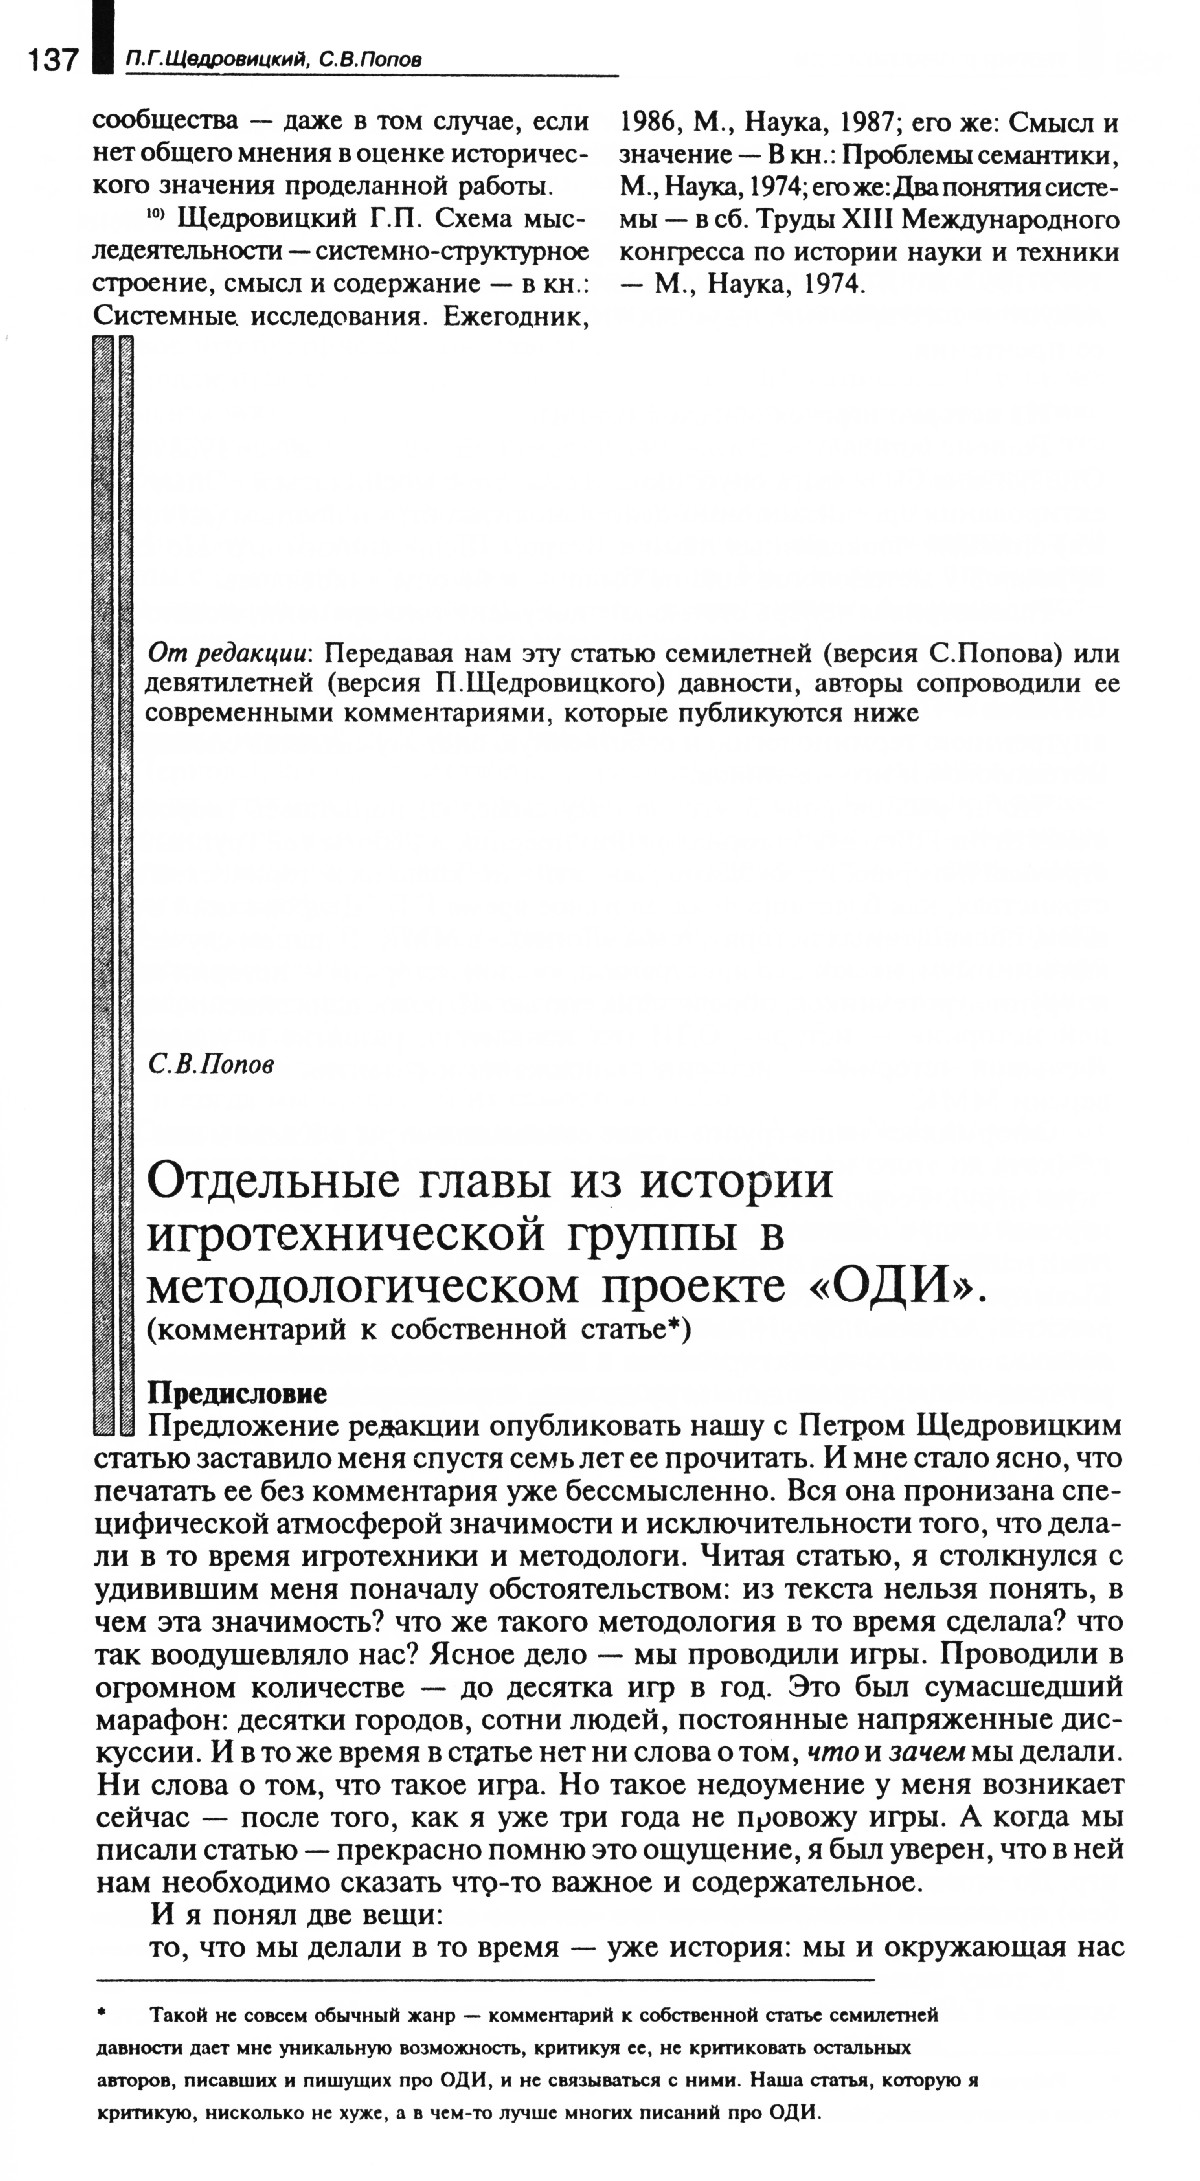 137
П.Г.Щедровицкий, С.В.Попов
сообщества — даже в том случае, если
нет общего мнения в оценке историчес-
кого значения проделанной работы.
10) Щедровицкий Г.П. Схема мыс-
ледеятельности — системно-структурное
строение, смысл и содержание — в кн.:
Системные исследования. Ежегодник,
1986, М., Наука, 1987; его же: Смысл и
значение — В кн.: Проблемы семантики,
М., Наука, 1974; его же: Два понятия систе-
мы — в сб. Труды XIII Международного
конгресса по истории науки и техники
— М., Наука, 1974.
От редакции: Передавая нам эту статью семилетней (версия С.Попова) или
девятилетней (версия П.Щедровицкого) давности, авторы сопроводили ее
современными комментариями, которые публикуются ниже
С.В.Попов
Отдельные главы из истории
игротехнической группы в
методологическом проекте «ОДИ».
(комментарий к собственной статье*)
Предисловие
Предложение редакции опубликовать нашу с Петром Щедровицким
статью заставило меня спустя семь лет ее прочитать. И мне стало ясно, что
печатать ее без комментария уже бессмысленно. Вся она пронизана спе-
цифической атмосферой значимости и исключительности того, что дела-
ли в то время игротехники и методологи. Читая статью, я столкнулся с
удивившим меня поначалу обстоятельством: из текста нельзя понять, в
чем эта значимость? что же такого методология в то время сделала? что
так воодушевляло нас? Ясное дело — мы проводили игры. Проводили в
огромном количестве — до десятка игр в год. Это был сумасшедший
марафон: десятки городов, сотни людей, постоянные напряженные дис-
куссии. И в то же время в статье нет ни слова о том, что и зачем мы делали.
Ни слова о том, что такое игра. Но такое недоумение у меня возникает
сейчас — после того, как я уже три года не провожу игры. А когда мы
писали статью — прекрасно помню это ощущение, я был уверен, что в ней
нам необходимо сказать что-то важное и содержательное.
И я понял две вещи:
то, что мы делали в то время — уже история: мы и окружающая нас
* Такой не совсем обычный жанр — комментарий к собственной статье семилетней
давности дает мне уникальную возможность, критикуя ее, не критиковать остальных
авторов, писавших и пишущих про ОДИ, и не связываться с ними. Наша статья, которую я
критикую, нисколько не хуже, а в чем-то лучше многих писаний про ОДИ.